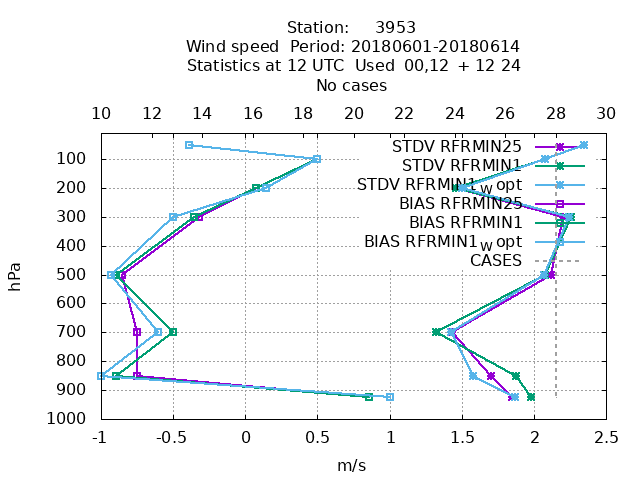 Station: 3953
Wind speed Period: 20180601-20180614
Statistics at 12 UTC Used 00,12 + 12 24
No cases
10 12 14 16 18 20 22 24 26 28 30
STDV RFRMIN25
STDV RFRMIN1
STDV RFRMIN1_W opt
BIAS RFRMIN25
BIAS RFRMIN1
BIAS RFRMIN1_W opt
CASES
100
200
300
400
500
600
700
800
900
1000
hPa
-1 -0.5 0 0.5 1 1.5 2 2.5
m/s